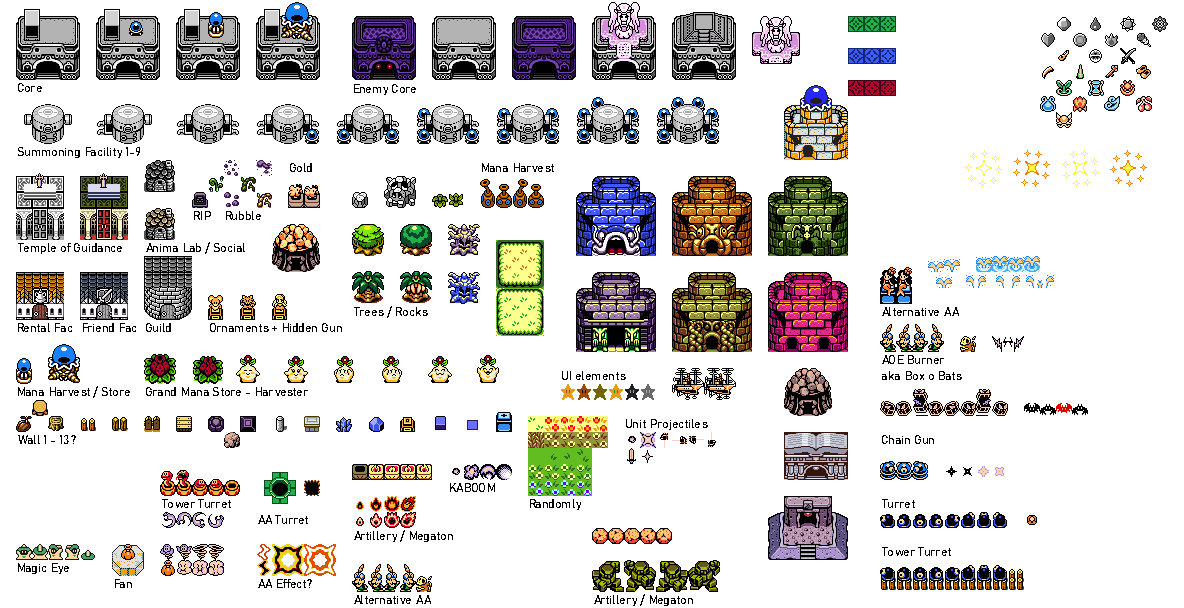 Core
Enemy Core
Summoning Facility 1-9
Gold
Mana Harvest
RIP
Rubble
Temple of Guidance
Anima Lab / Social
Rental Fac
Friend Fac
Guild
Ornaments + Hidden Gun
Trees / Rocks
Alternative AA
AOE Burner
aka Box o Bats
Mana Harvest / Store
Grand Mana Store - Harvester
UI elements
Wall 1 - 13?
Unit Projectiles
Chain Gun
KABOOM
Randomly
Tower Turret
AA Turret
Artillery / Megaton
Turret
Tower Turret
Magic Eye
Fan
AA Effect?
Alternative AA
Artillery / Megaton